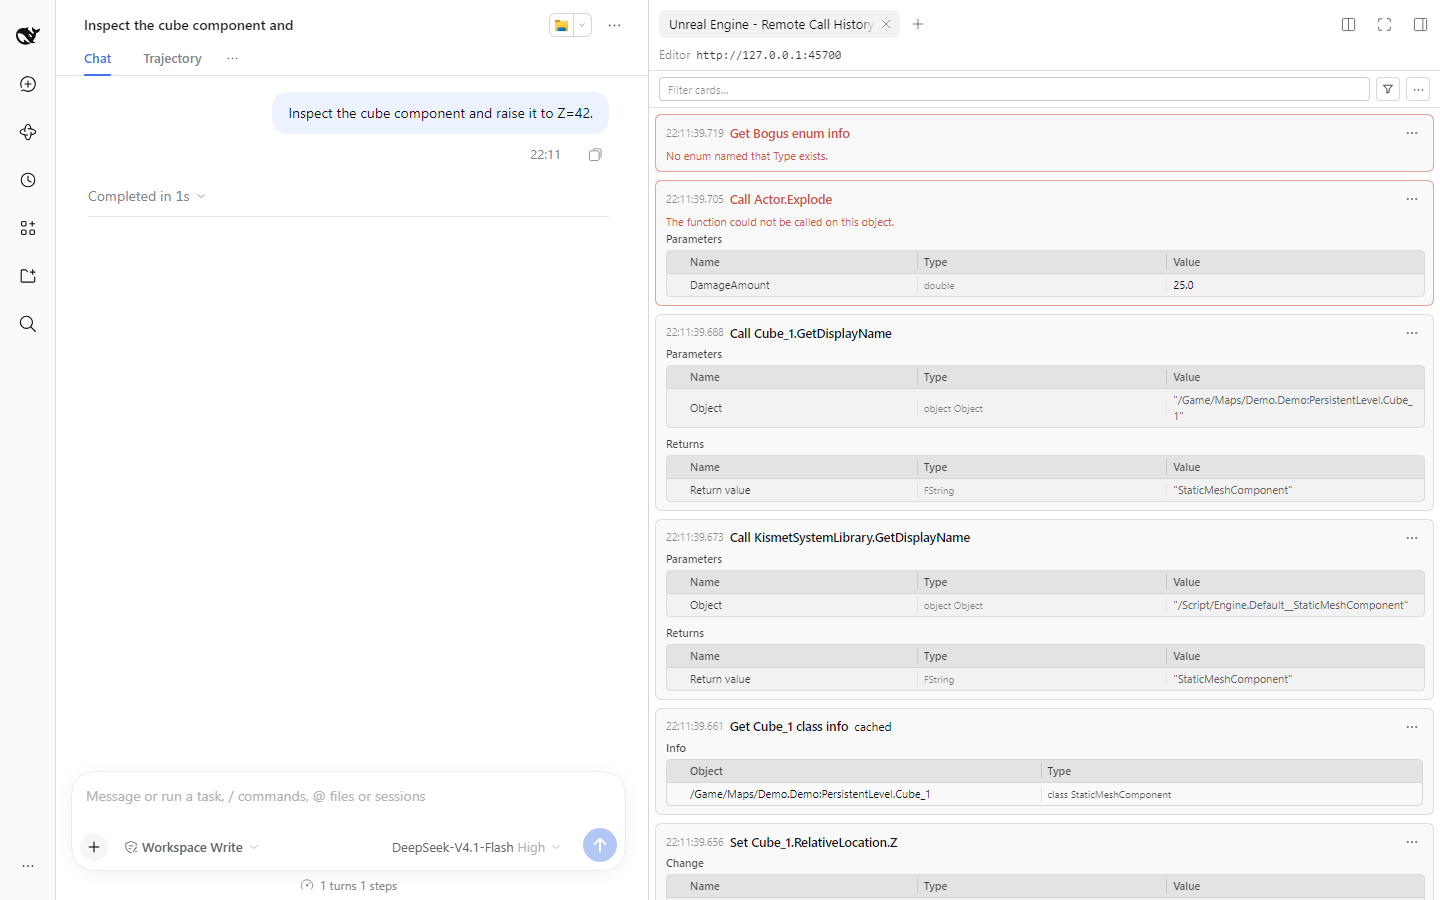 Inspect the cube component and
Chat
Trajectory
Inspect the cube component and raise it to Z=42.
22:11
Completed in 1s
Message or run a task, / commands, @ files or sessions
Workspace Write
DeepSeek-V4.1-Flash High
1 turns 1 steps
Unreal Engine - Remote Call History
Editor http://127.0.0.1:45700
Filter cards...
22:11:39.719 Get Bogus enum info
No enum named that Type exists.
22:11:39.705 Call Actor.Explode
The function could not be called on this object.
Parameters
Name Type Value
DamageAmount double 25.0
22:11:39.688 Call Cube_1.GetDisplayName
Parameters
Name Type Value
Object object Object "/Game/Maps/Demo.Demo:PersistentLevel.Cube_
1"
Returns
Name Type Value
Return value FString "StaticMeshComponent"
22:11:39.673 Call KismetSystemLibrary.GetDisplayName
Parameters
Name Type Value
Object object Object "/Script/Engine.Default__StaticMeshComponent"
Returns
Name Type Value
Return value FString "StaticMeshComponent"
22:11:39.661 Get Cube_1 class info cached
Info
Object Type
/Game/Maps/Demo.Demo:PersistentLevel.Cube_1 class StaticMeshComponent
22:11:39.656 Set Cube_1.RelativeLocation.Z
Change
Name Type Value